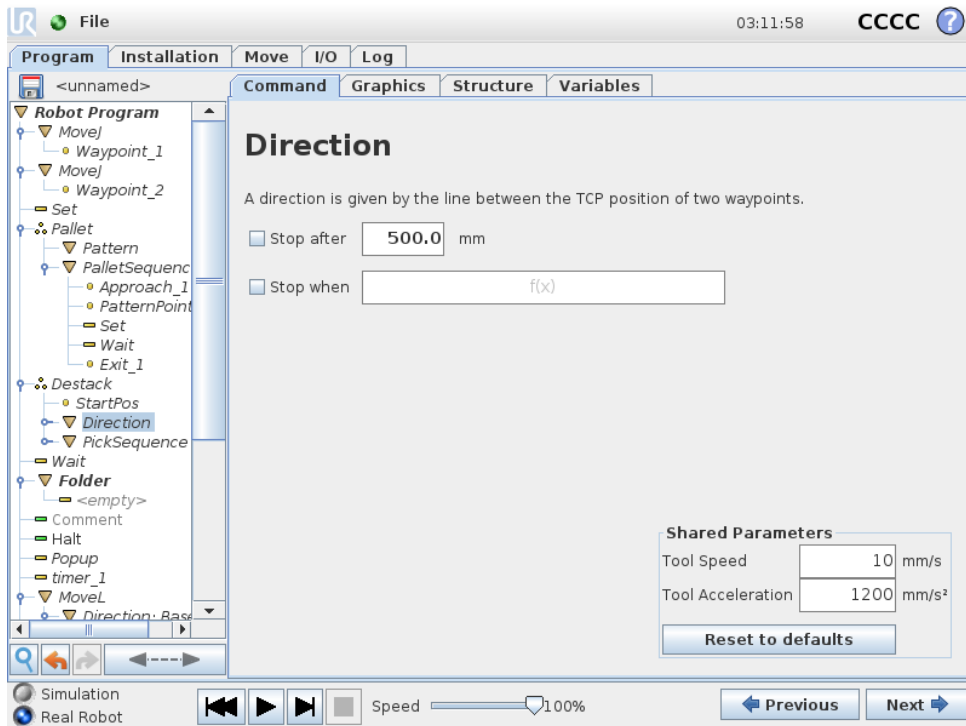 UR File 03:11:58 CCCC ?
Program Installation Move I/O Log
<unnamed>
Command Graphics Structure Variables
Robot Program
MoveJ
Waypoint_1
MoveJ
Waypoint_2
Set
Pallet
Pattern
PalletSequenc
Approach_1
PatternPoint
Set
Wait
Exit_1
Destack
StartPos
Direction
PickSequence
Wait
Folder
<empty>
Comment
Halt
Popup
timer_1
MoveL
Direction: Base
Direction
A direction is given by the line between the TCP position of two waypoints.
Stop after 500.0 mm
Stop when f(x)
Shared Parameters
Tool Speed 10 mm/s
Tool Acceleration 1200 mm/s²
Reset to defaults
Simulation
Real Robot
Speed 100%
Previous Next